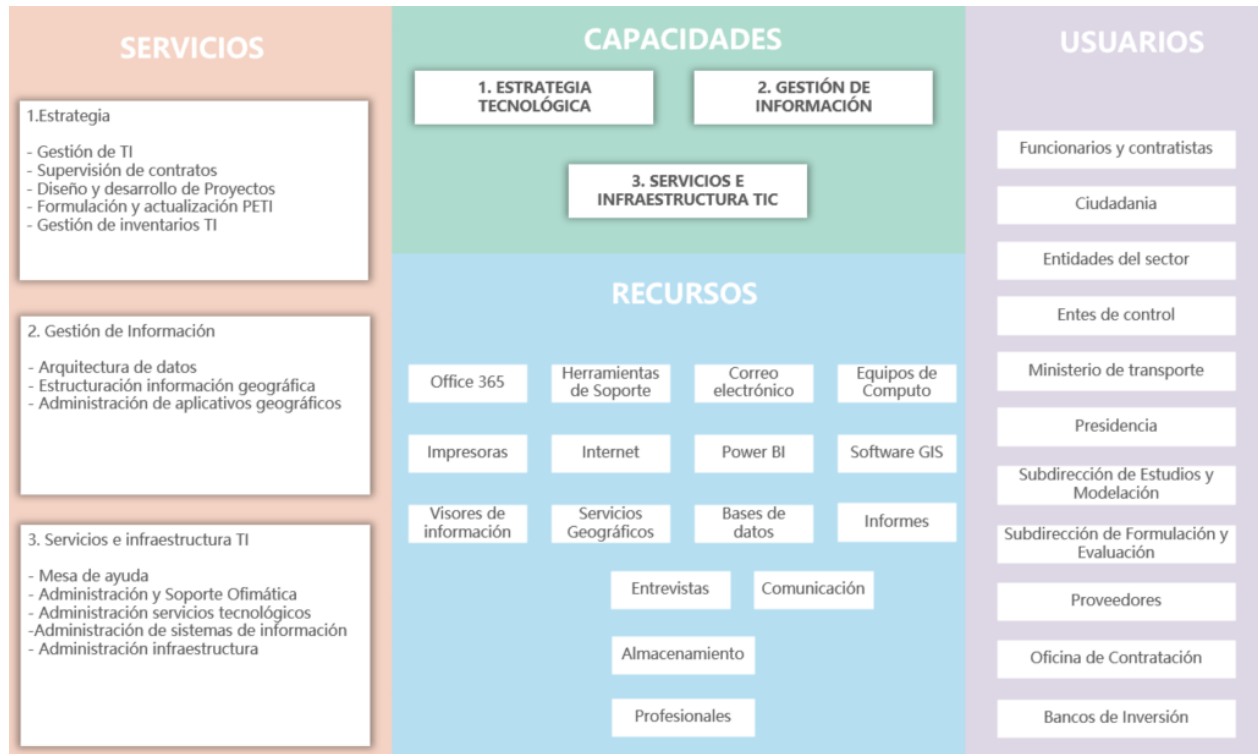 SERVICIOS
1.Estrategia
- Gestión de TI
- Supervisión de contratos
- Diseño y desarrollo de Proyectos
- Formulación y actualización PETI
- Gestión de inventarios TI
2. Gestión de Información
- Arquitectura de datos
- Estructuración información geográfica
- Administración de aplicativos geográficos
3. Servicios e infraestructura TI
- Mesa de ayuda
- Administración y Soporte Ofimática
- Administración servicios tecnológicos
-Administración de sistemas de información
- Administración infraestructura
CAPACIDADES
1. ESTRATEGIA
TECNOLÓGICA
2. GESTIÓN DE
INFORMACIÓN
3. SERVICIOS E
INFRAESTRUCTURA TIC
RECURSOS
Office 365
Herramientas
de Soporte
Correo
electrónico
Equipos de
Computo
Impresoras
Internet
Power BI
Software GIS
Visores de
información
Servicios
Geográficos
Bases de
datos
Informes
Entrevistas
Comunicación
Almacenamiento
Profesionales
USUARIOS
Funcionarios y contratistas
Ciudadania
Entidades del sector
Entes de control
Ministerio de transporte
Presidencia
Subdirección de Estudios y
Modelación
Subdirección de Formulación y
Evaluación
Proveedores
Oficina de Contratación
Bancos de Inversión